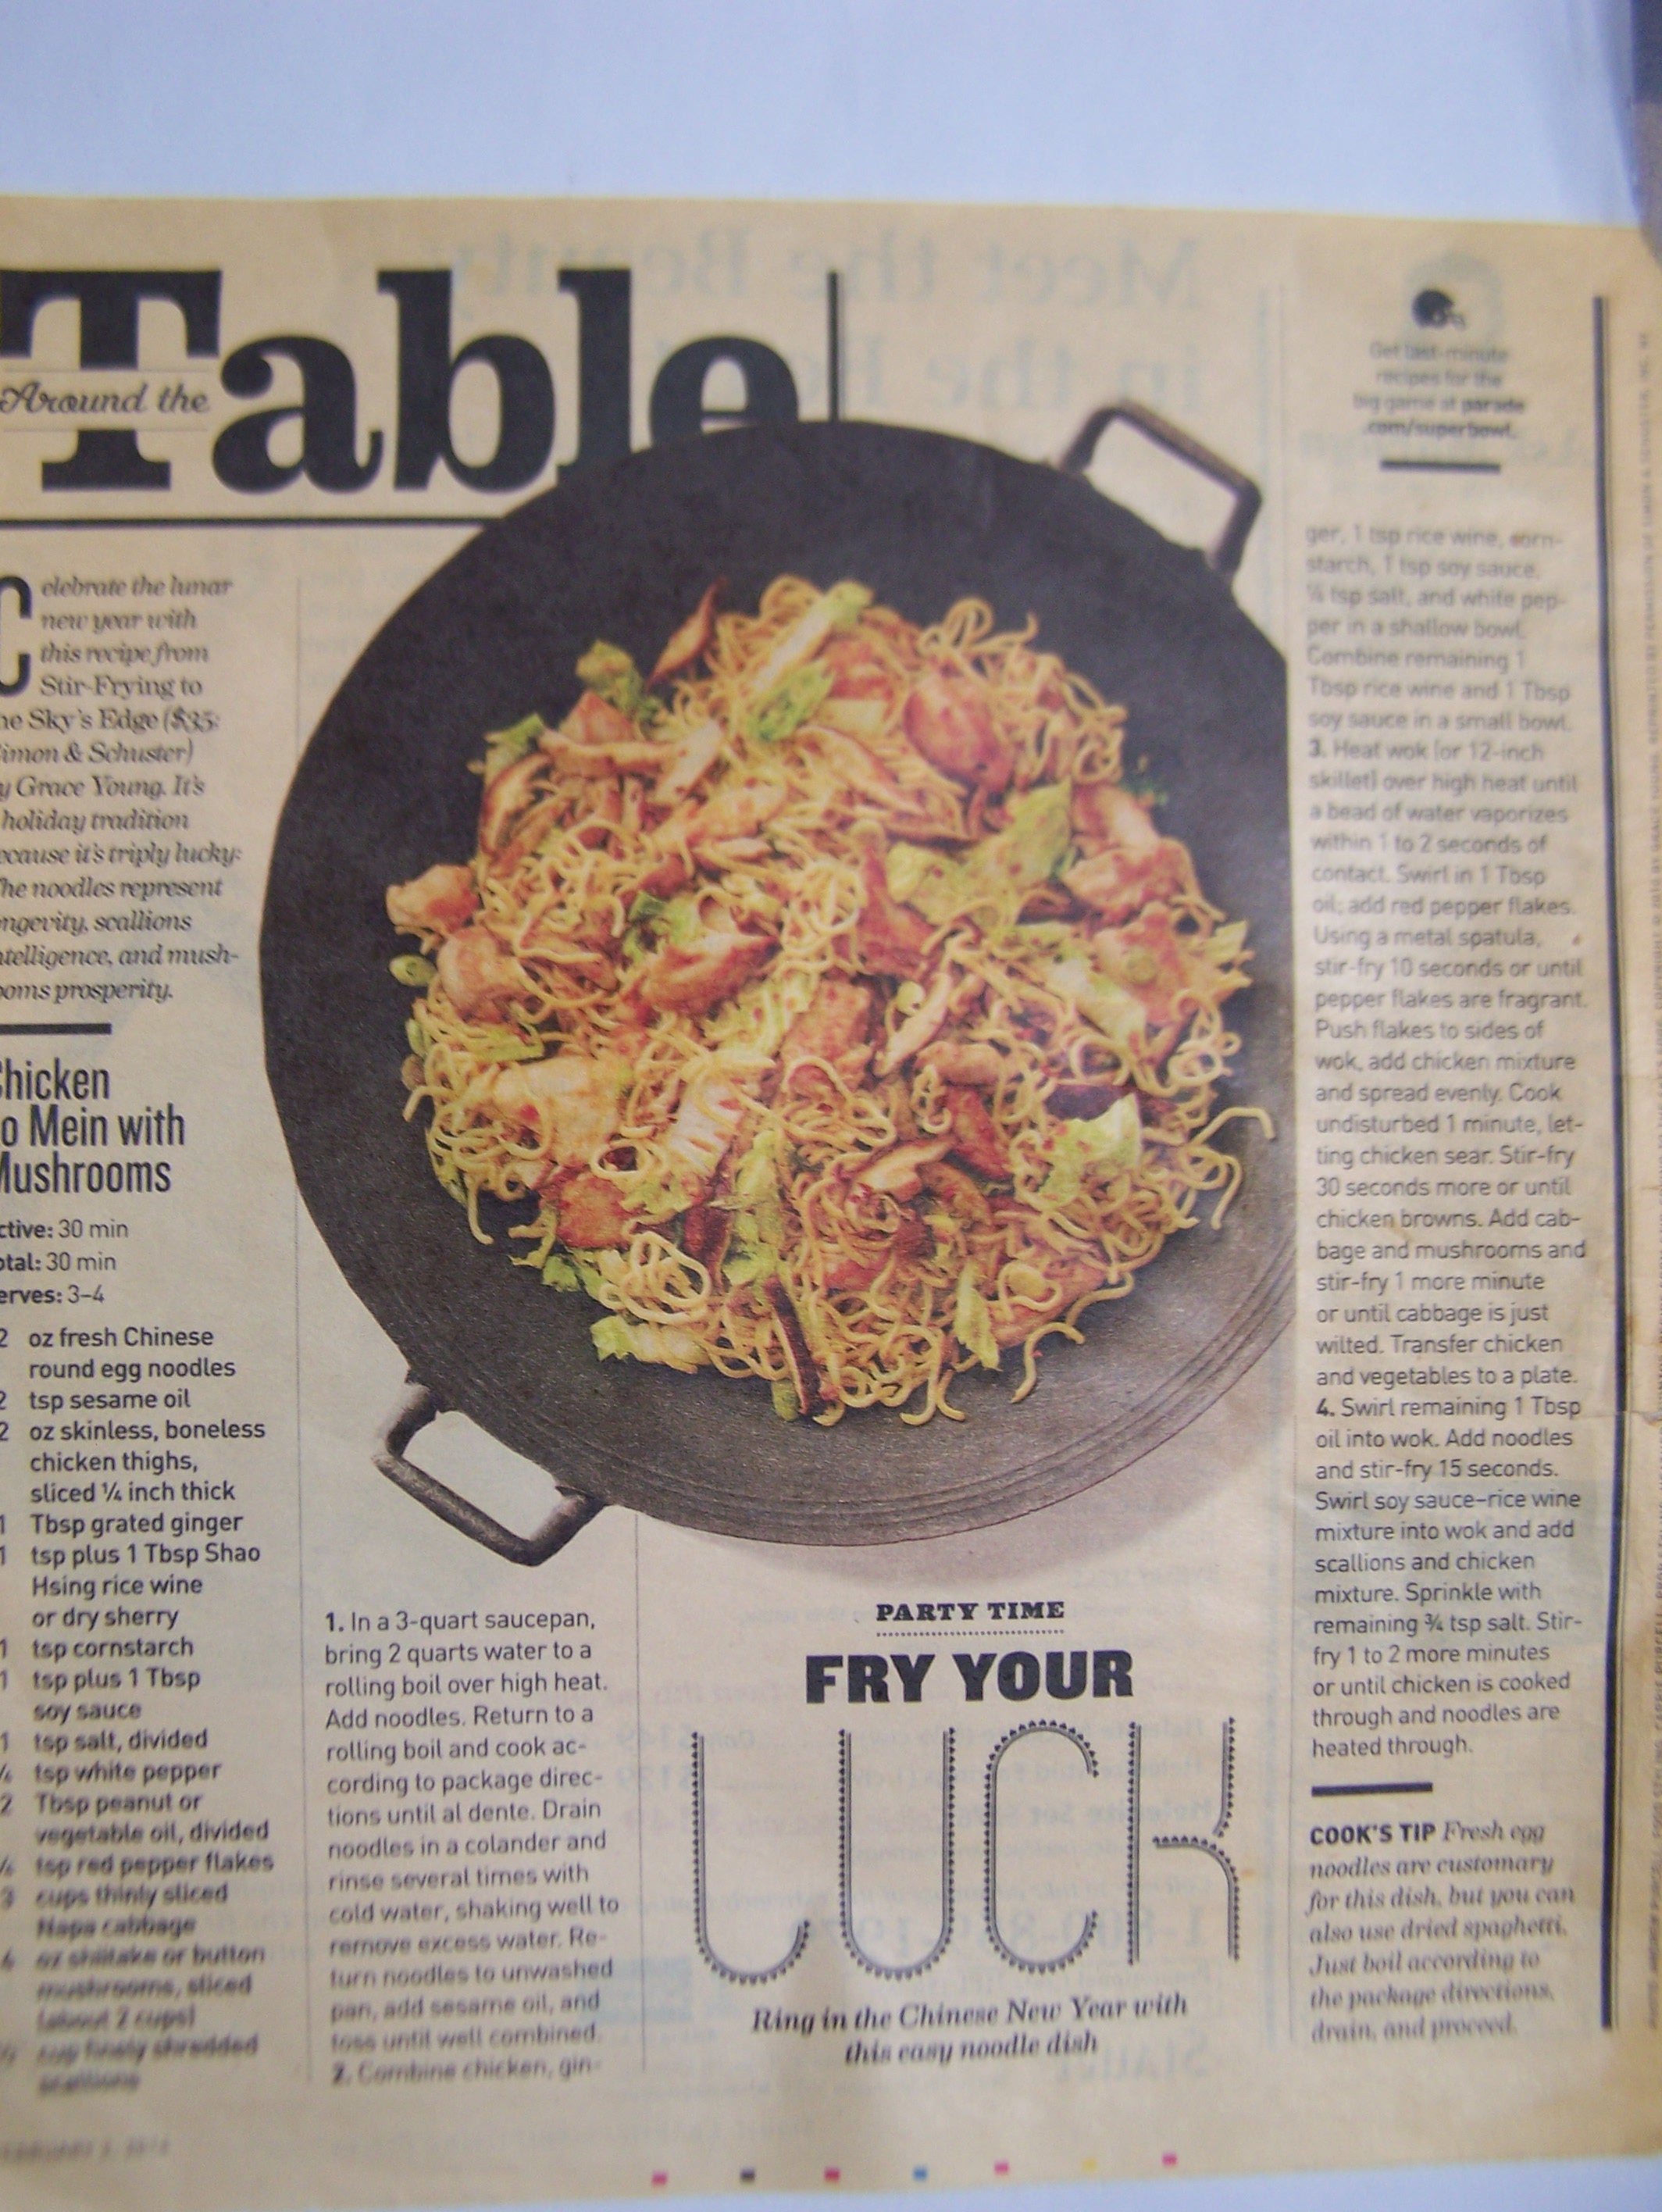 Table
Around the
elebrate the lunar
new year with
this recipe from
Stir-Frying to
he Sky's Edge ($35;
imon & Schuster)
y Grace Young. It's
holiday tradition
ecause it's triply lucky:
he noodles represent
ongevity, scallions
ntelligence, and mush-
ooms prosperity.
hicken
o Mein with
Mushrooms
ctive: 30 min
otal: 30 min
erves: 3–4
2 oz fresh Chinese
round egg noodles
2 tsp sesame oil
2 oz skinless, boneless
chicken thighs,
sliced ¼ inch thick
1 Tbsp grated ginger
1 tsp plus 1 Tbsp Shao
Hsing rice wine
or dry sherry
1 tsp cornstarch
1 tsp plus 1 Tbsp
soy sauce
1 tsp salt, divided
tsp white pepper
2 Tbsp peanut or
vegetable oil, divided
tsp red pepper flakes
3 cups thinly sliced
Napa cabbage
4 oz shiitake or button
mushrooms, sliced
(about 2 cups)
cup finely shredded
scallions
1. In a 3-quart saucepan,
bring 2 quarts water to a
rolling boil over high heat.
Add noodles. Return to a
rolling boil and cook ac-
cording to package direc-
tions until al dente. Drain
noodles in a colander and
rinse several times with
cold water, shaking well to
remove excess water. Re-
turn noodles to unwashed
pan, add sesame oil, and
toss until well combined.
2. Combine chicken, gin-
PARTY TIME
FRY YOUR
LUCK
Ring in the Chinese New Year with
this easy noodle dish
Get last-minute
recipes for the
big game at parade
.com/superbowl.
ger, 1 tsp rice wine, corn-
starch, 1 tsp soy sauce,
¼ tsp salt, and white pep-
per in a shallow bowl.
Combine remaining 1
Tbsp rice wine and 1 Tbsp
soy sauce in a small bowl.
3. Heat wok (or 12-inch
skillet) over high heat until
a bead of water vaporizes
within 1 to 2 seconds of
contact. Swirl in 1 Tbsp
oil; add red pepper flakes.
Using a metal spatula,
stir-fry 10 seconds or until
pepper flakes are fragrant.
Push flakes to sides of
wok, add chicken mixture
and spread evenly. Cook
undisturbed 1 minute, let-
ting chicken sear. Stir-fry
30 seconds more or until
chicken browns. Add cab-
bage and mushrooms and
stir-fry 1 more minute
or until cabbage is just
wilted. Transfer chicken
and vegetables to a plate.
4. Swirl remaining 1 Tbsp
oil into wok. Add noodles
and stir-fry 15 seconds.
Swirl soy sauce–rice wine
mixture into wok and add
scallions and chicken
mixture. Sprinkle with
remaining ¾ tsp salt. Stir-
fry 1 to 2 more minutes
or until chicken is cooked
through and noodles are
heated through.
COOK'S TIP Fresh egg
noodles are customary
for this dish, but you can
also use dried spaghetti.
Just boil according to
the package directions,
drain, and proceed.